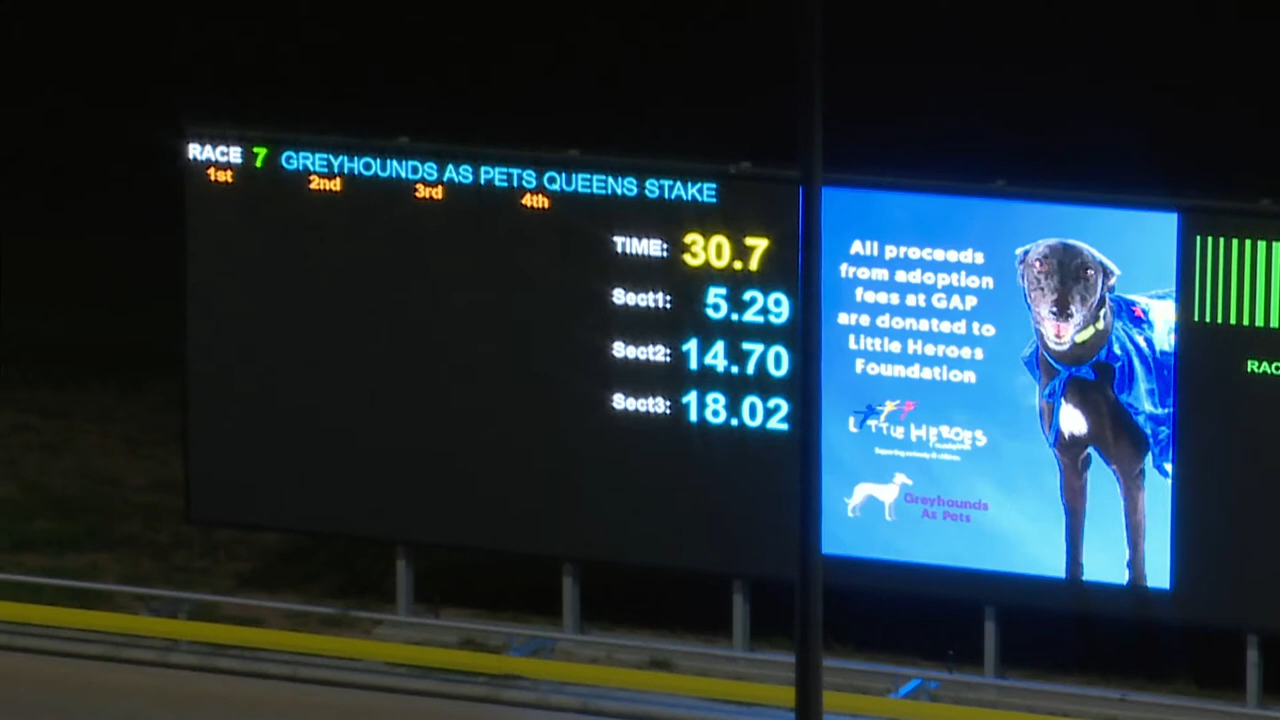 RACE 7 GREYHOUNDS AS PETS QUEENS STAKE
1st 2nd 3rd 4th
TIME: 30.7
Sect1: 5.29
Sect2: 14.70
Sect3: 18.02
All proceeds
from adoption
fees at GAP
are donated to
Little Heroes
Foundation
LITTLE HEROES
Greyhounds
As Pets
RAC